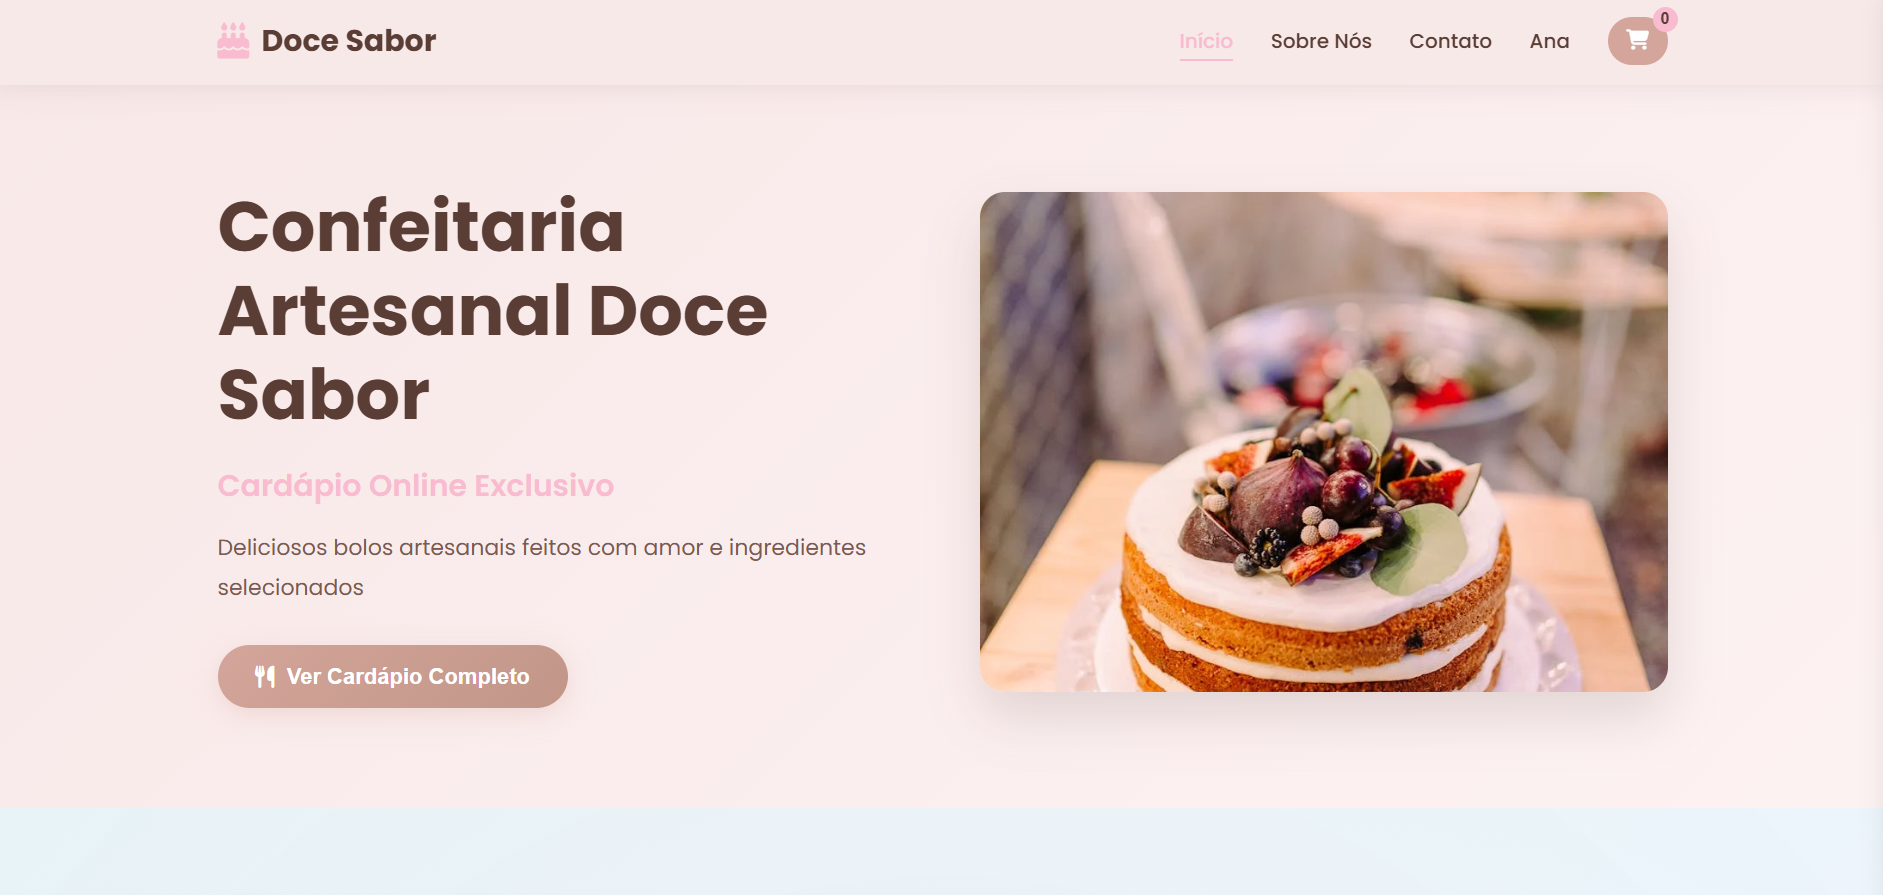 Doce Sabor
Início Sobre Nós Contato Ana 0
Confeitaria
Artesanal Doce
Sabor
Cardápio Online Exclusivo
Deliciosos bolos artesanais feitos com amor e ingredientes
selecionados
Ver Cardápio Completo